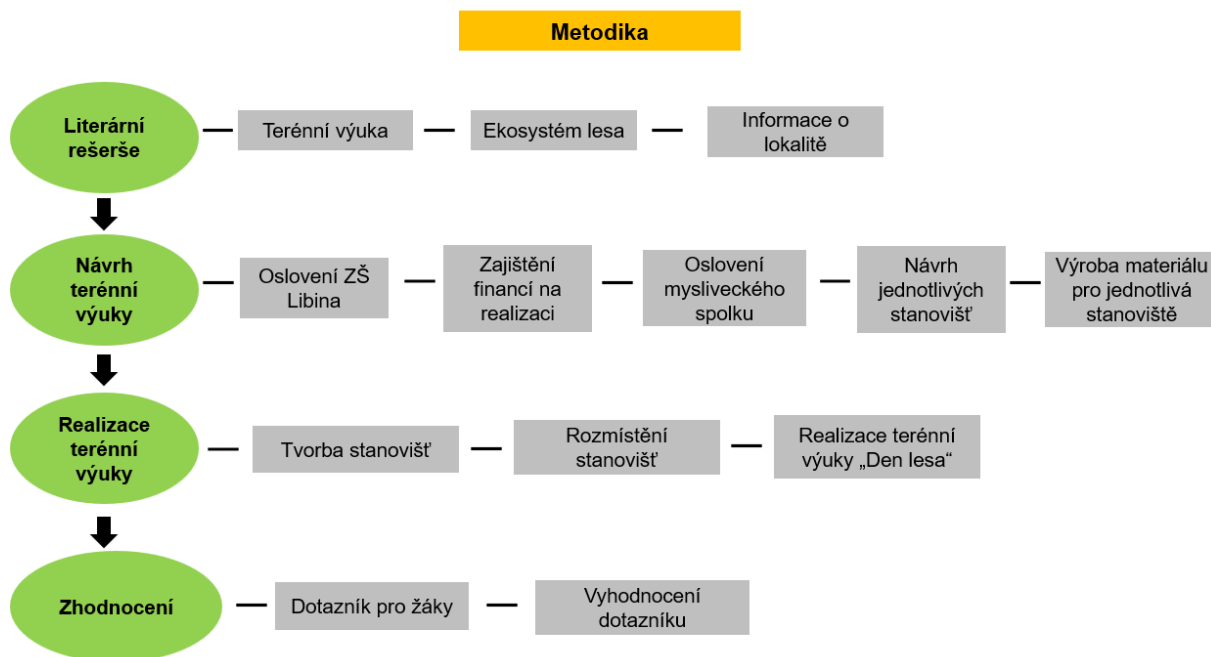 Metodika
Literární
rešerše
Terénní výuka
Ekosystém lesa
Informace o
lokalitě
Návrh
terénní
výuky
Oslovení ZŠ
Libina
Zajištění
financí na
realizaci
Oslovení
mysliveckého
spolku
Návrh
jednotlivých
stanovišť
Výroba materiálu
pro jednotlivá
stanoviště
Realizace
terénní
výuky
Tvorba stanovišť
Rozmístění
stanovišť
Realizace terénní
výuky „Den lesa“
Zhodnocení
Dotazník pro žáky
Vyhodnocení
dotazníku